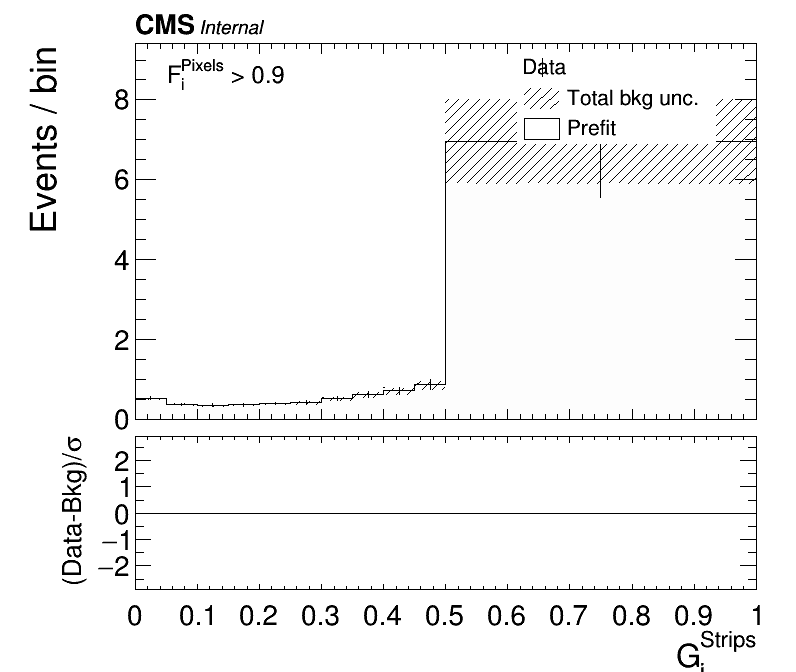 CMS Internal
F_i^Pixels > 0.9
Data
Total bkg unc.
Prefit
Events / bin
8
6
4
2
0
(Data-Bkg)/σ
2
1
0
−1
−2
0 0.1 0.2 0.3 0.4 0.5 0.6 0.7 0.8 0.9 1
G_i^Strips